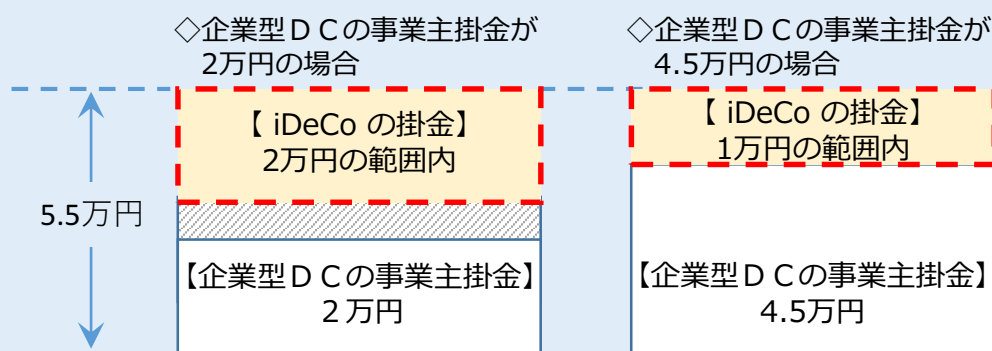 ◇企業型ＤＣの事業主掛金が
2万円の場合
◇企業型ＤＣの事業主掛金が
4.5万円の場合
5.5万円
【 iDeCo の掛金】
2万円の範囲内
【企業型ＤＣの事業主掛金】
２万円
【 iDeCo の掛金】
1万円の範囲内
【企業型ＤＣの事業主掛金】
4.5万円